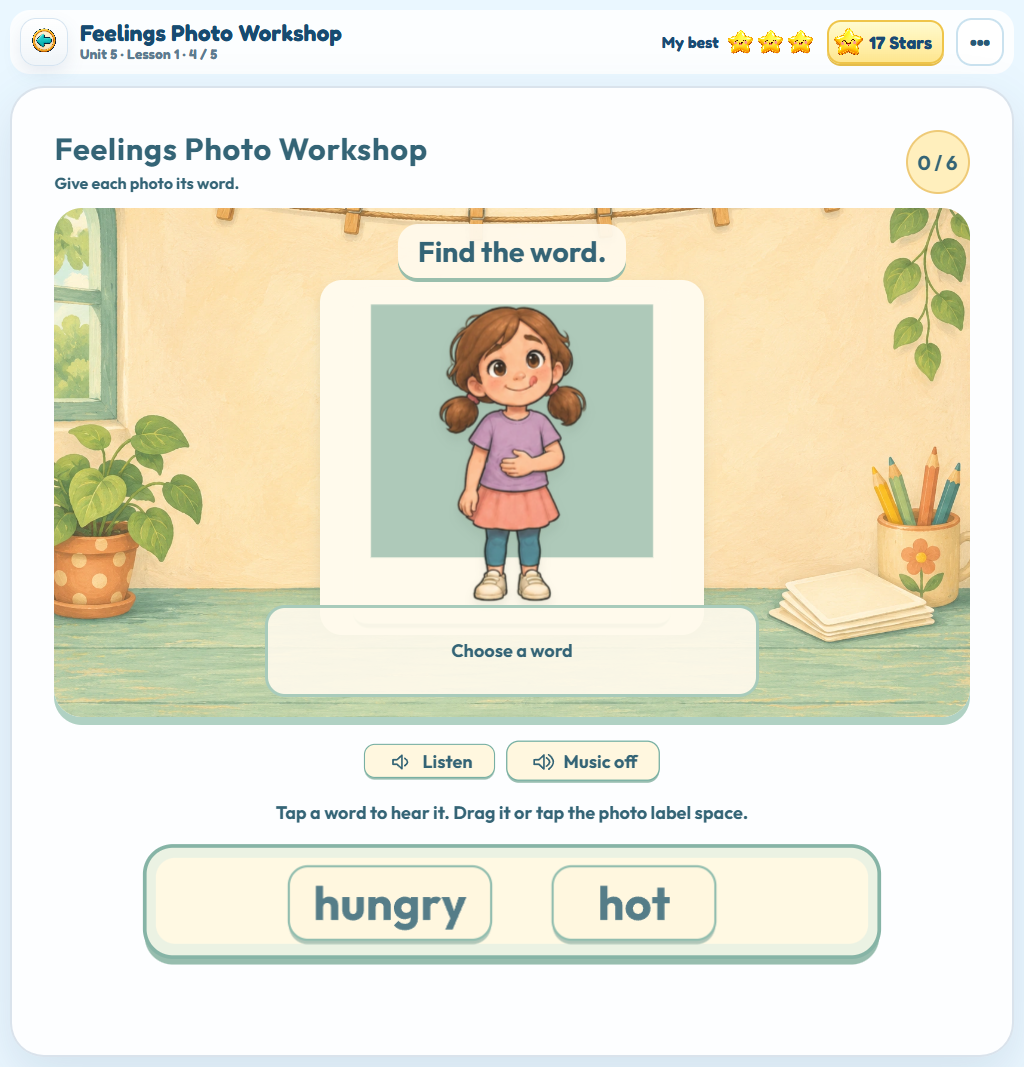 Feelings Photo Workshop
Unit 5 · Lesson 1 · 4 / 5
My best
17 Stars
Feelings Photo Workshop
Give each photo its word.
0 / 6
Find the word.
Choose a word
Listen
Music off
Tap a word to hear it. Drag it or tap the photo label space.
hungry
hot